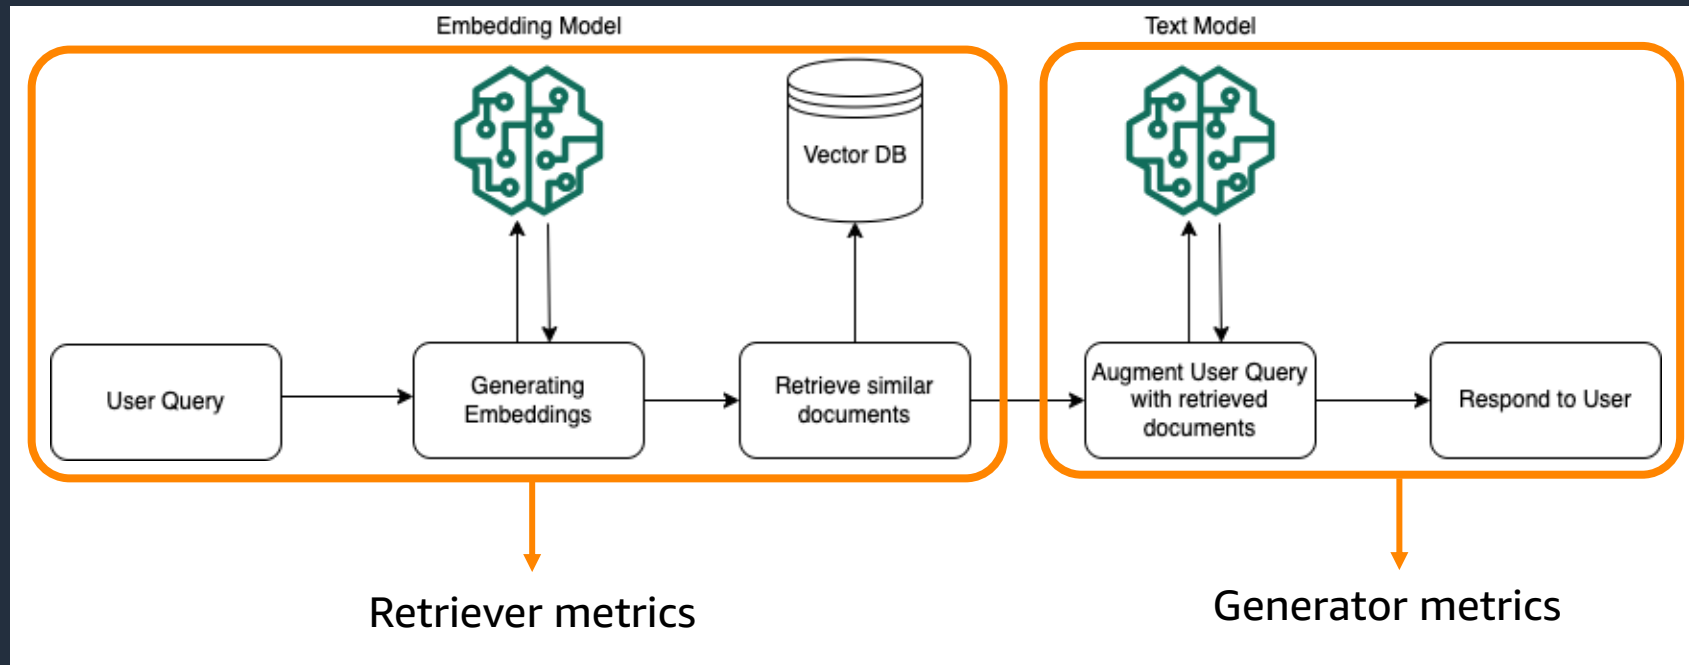 Embedding Model
Text Model
Vector DB
User Query
Generating
Embeddings
Retrieve similar
documents
Augment User Query
with retrieved
documents
Respond to User
Retriever metrics
Generator metrics